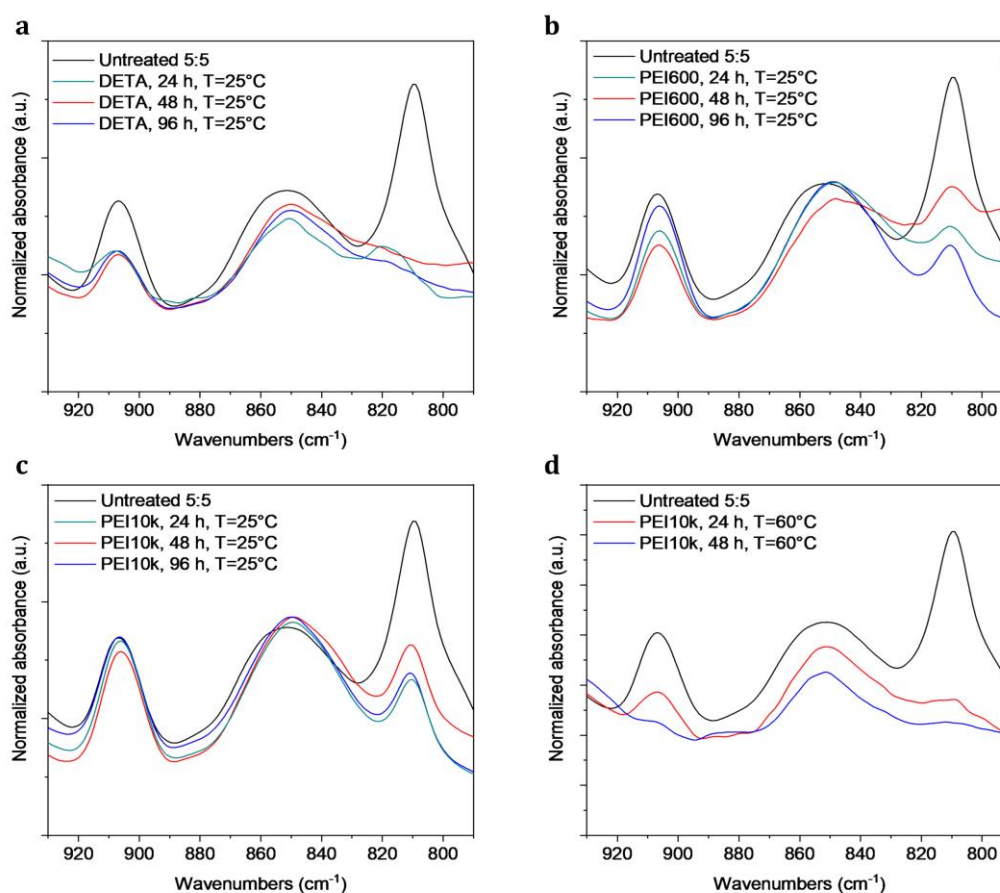 a
Untreated 5:5
DETA, 24 h, T=25°C
DETA, 48 h, T=25°C
DETA, 96 h, T=25°C
Normalized absorbance (a.u.)
920 900 880 860 840 820 800
Wavenumbers (cm⁻¹)
b
Untreated 5:5
PEI600, 24 h, T=25°C
PEI600, 48 h, T=25°C
PEI600, 96 h, T=25°C
Normalized absorbance (a.u.)
920 900 880 860 840 820 800
Wavenumbers (cm⁻¹)
c
Untreated 5:5
PEI10k, 24 h, T=25°C
PEI10k, 48 h, T=25°C
PEI10k, 96 h, T=25°C
Normalized absorbance (a.u.)
920 900 880 860 840 820 800
Wavenumbers (cm⁻¹)
d
Untreated 5:5
PEI10k, 24 h, T=60°C
PEI10k, 48 h, T=60°C
Normalized absorbance (a.u.)
920 900 880 860 840 820 800
Wavenumbers (cm⁻¹)